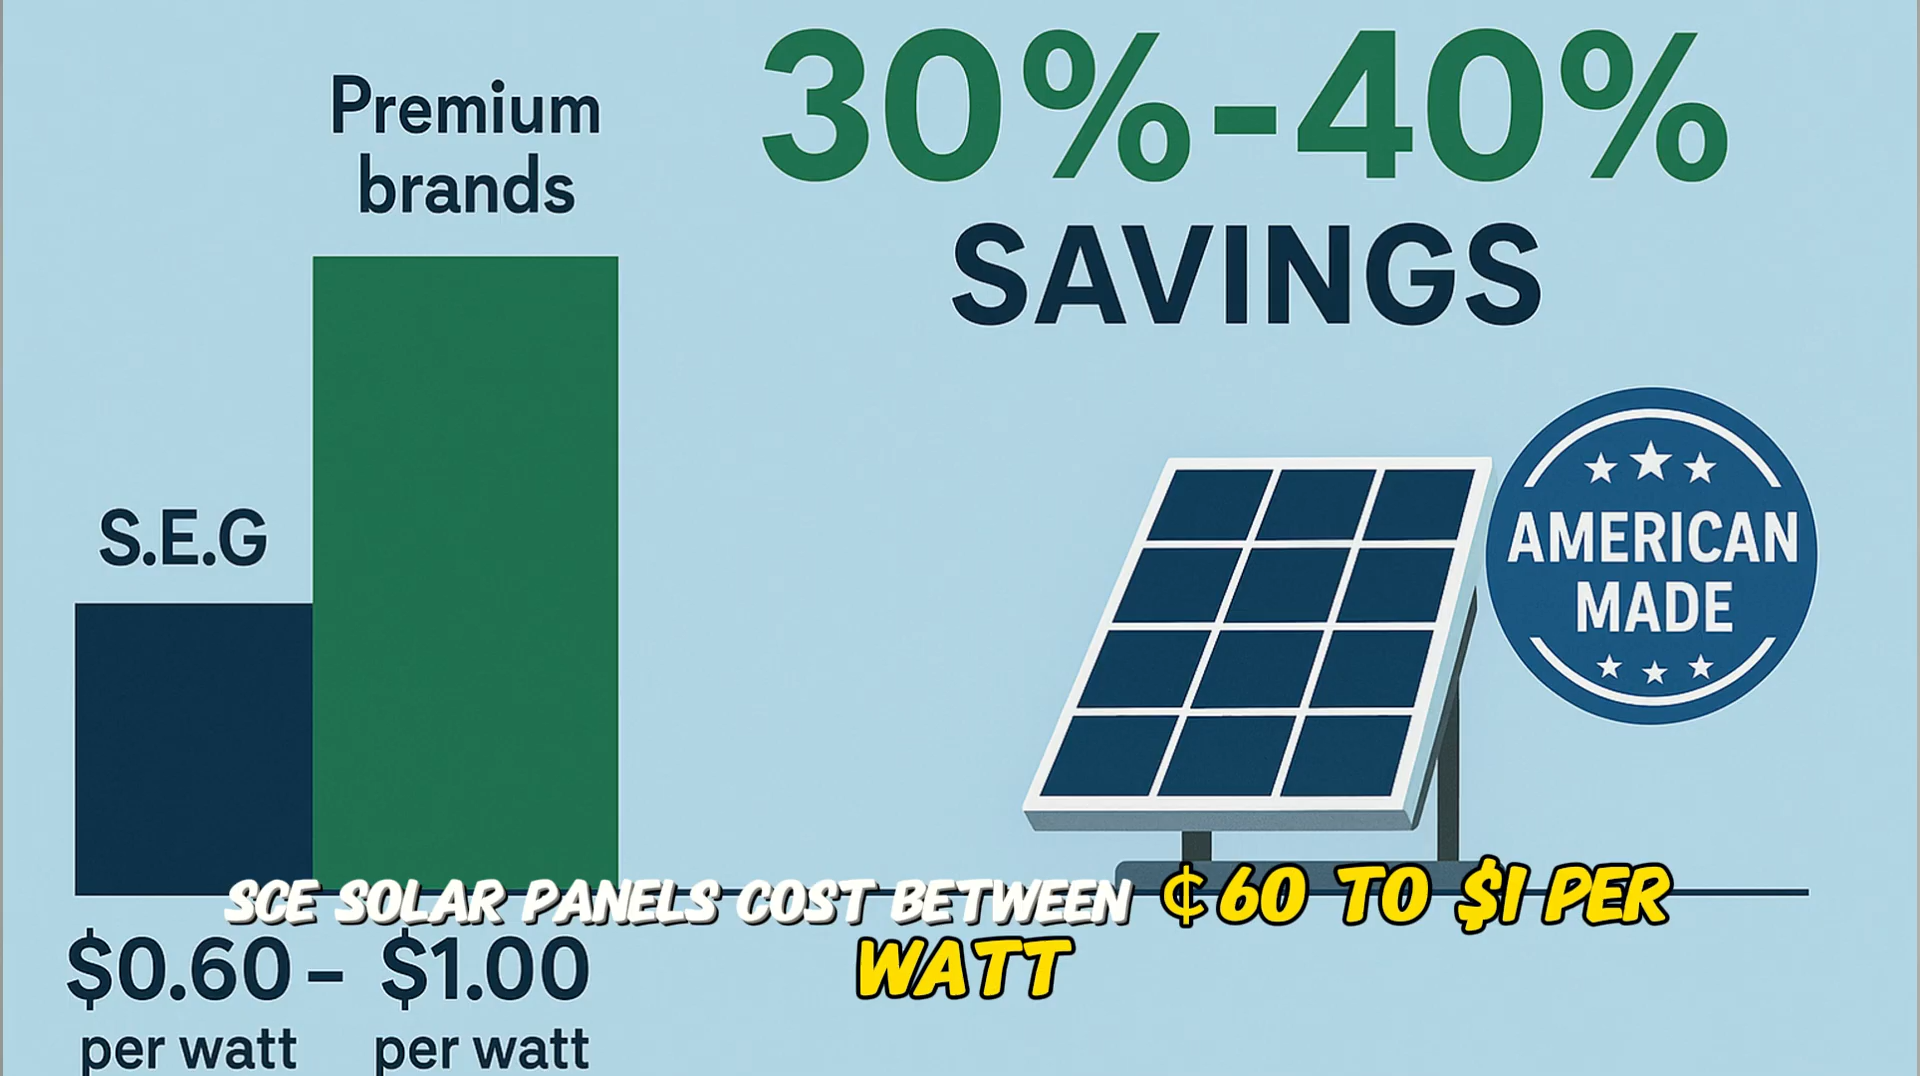 Premium
brands
S.E.G
30%-40%
SAVINGS
AMERICAN
MADE
SCE SOLAR PANELS COST BETWEEN ¢60 TO $1 PER
WATT
$0.60 – $1.00
per watt per watt